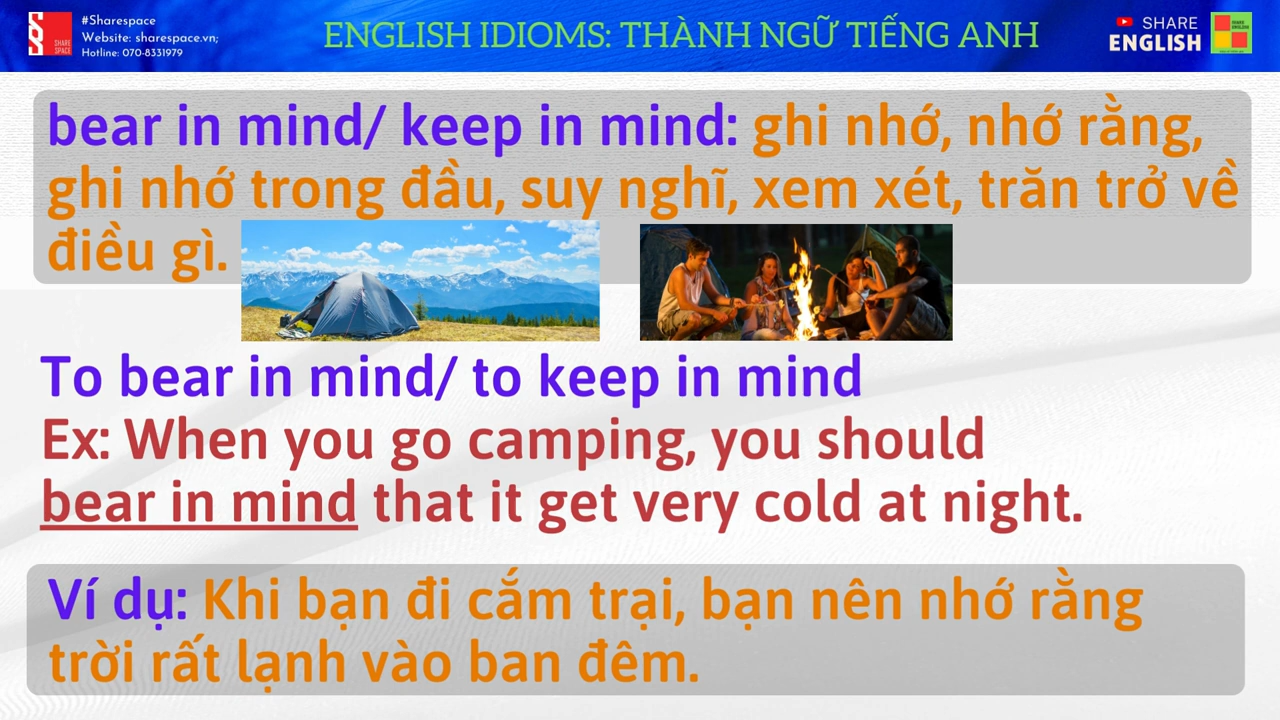 #Sharespace
Website: sharespace.vn;
Hotline: 070-8331979
SHARE
SPACE
ENGLISH IDIOMS: THÀNH NGỮ TIẾNG ANH
SHARE
ENGLISH
bear in mind/ keep in mind: ghi nhớ, nhớ rằng,
ghi nhớ trong đầu, suy nghĩ, xem xét, trăn trở về
điều gì.
To bear in mind/ to keep in mind
Ex: When you go camping, you should
bear in mind that it get very cold at night.
Ví dụ: Khi bạn đi cắm trại, bạn nên nhớ rằng
trời rất lạnh vào ban đêm.